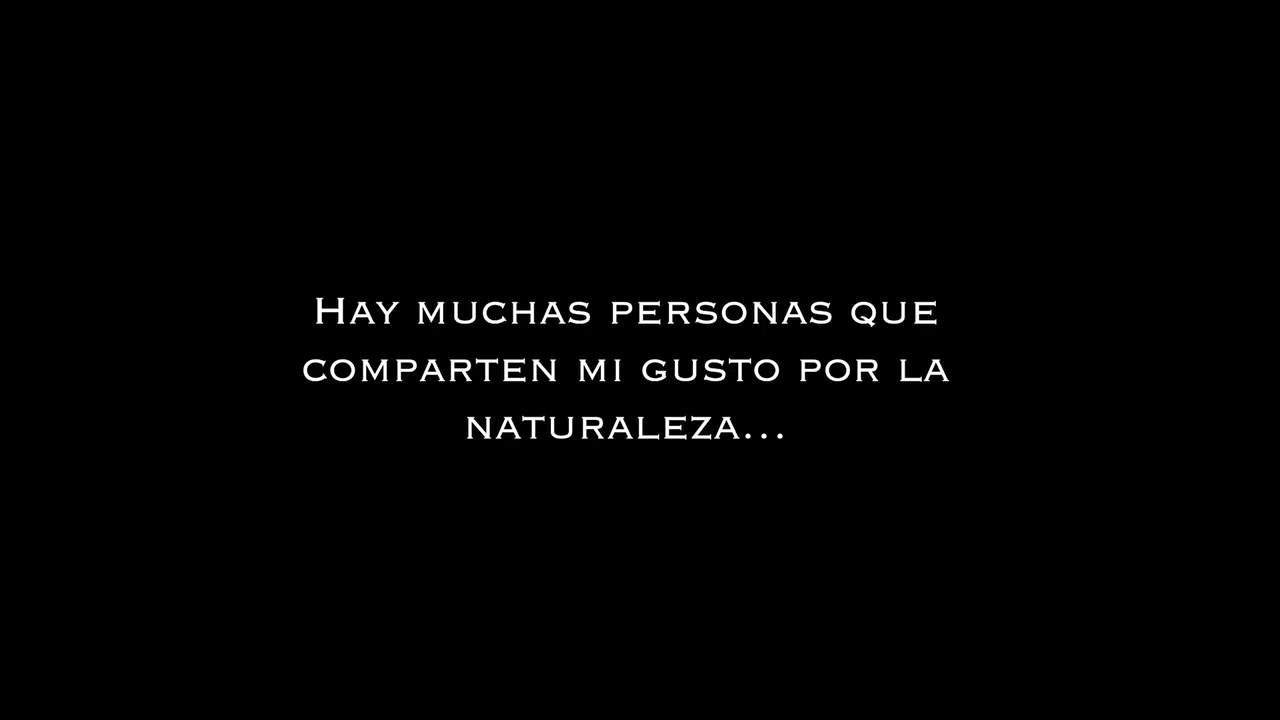 Hay muchas personas que
comparten mi gusto por la
naturaleza...